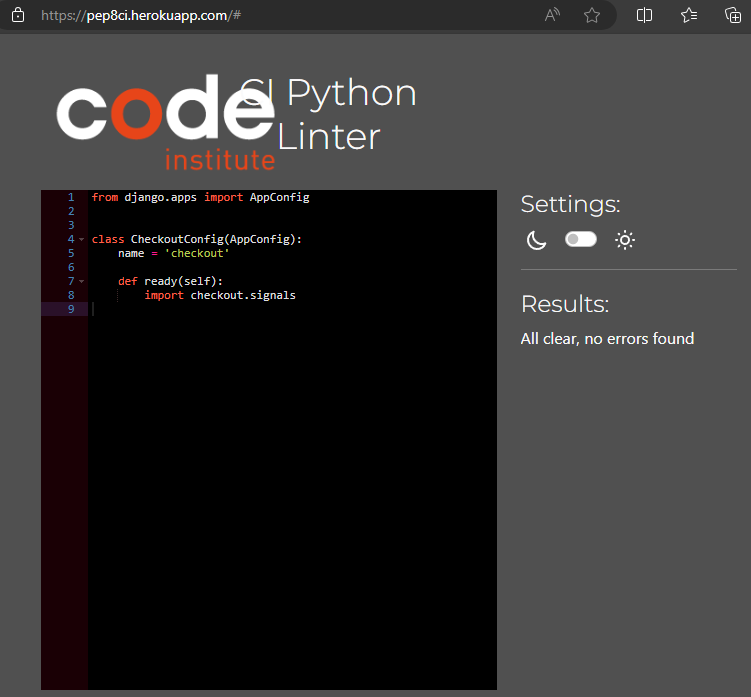 https://pep8ci.herokuapp.com/#
code
institute
CI Python
Linter
1 from django.apps import AppConfig
2
3
4 class CheckoutConfig(AppConfig):
5     name = 'checkout'
6
7     def ready(self):
8         import checkout.signals
9
Settings:
Results:
All clear, no errors found